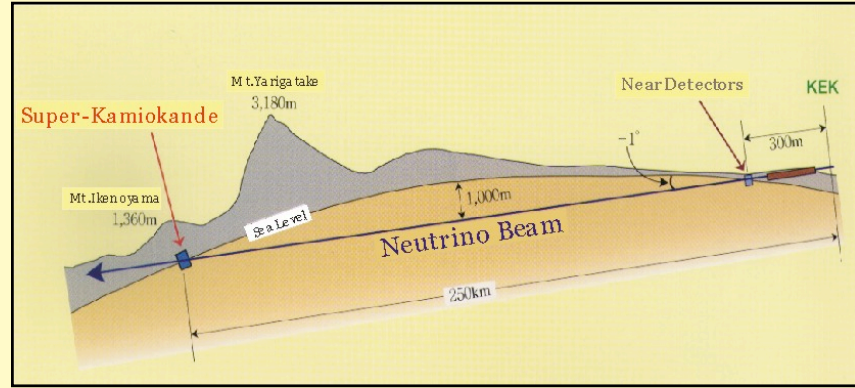 Mt.Yarigatake
3,180m
Near Detectors
KEK
Super-Kamiokande
300m
-1°
Mt.Ikenoyama
1,360m
1,000m
Sea Level
Neutrino Beam
250km